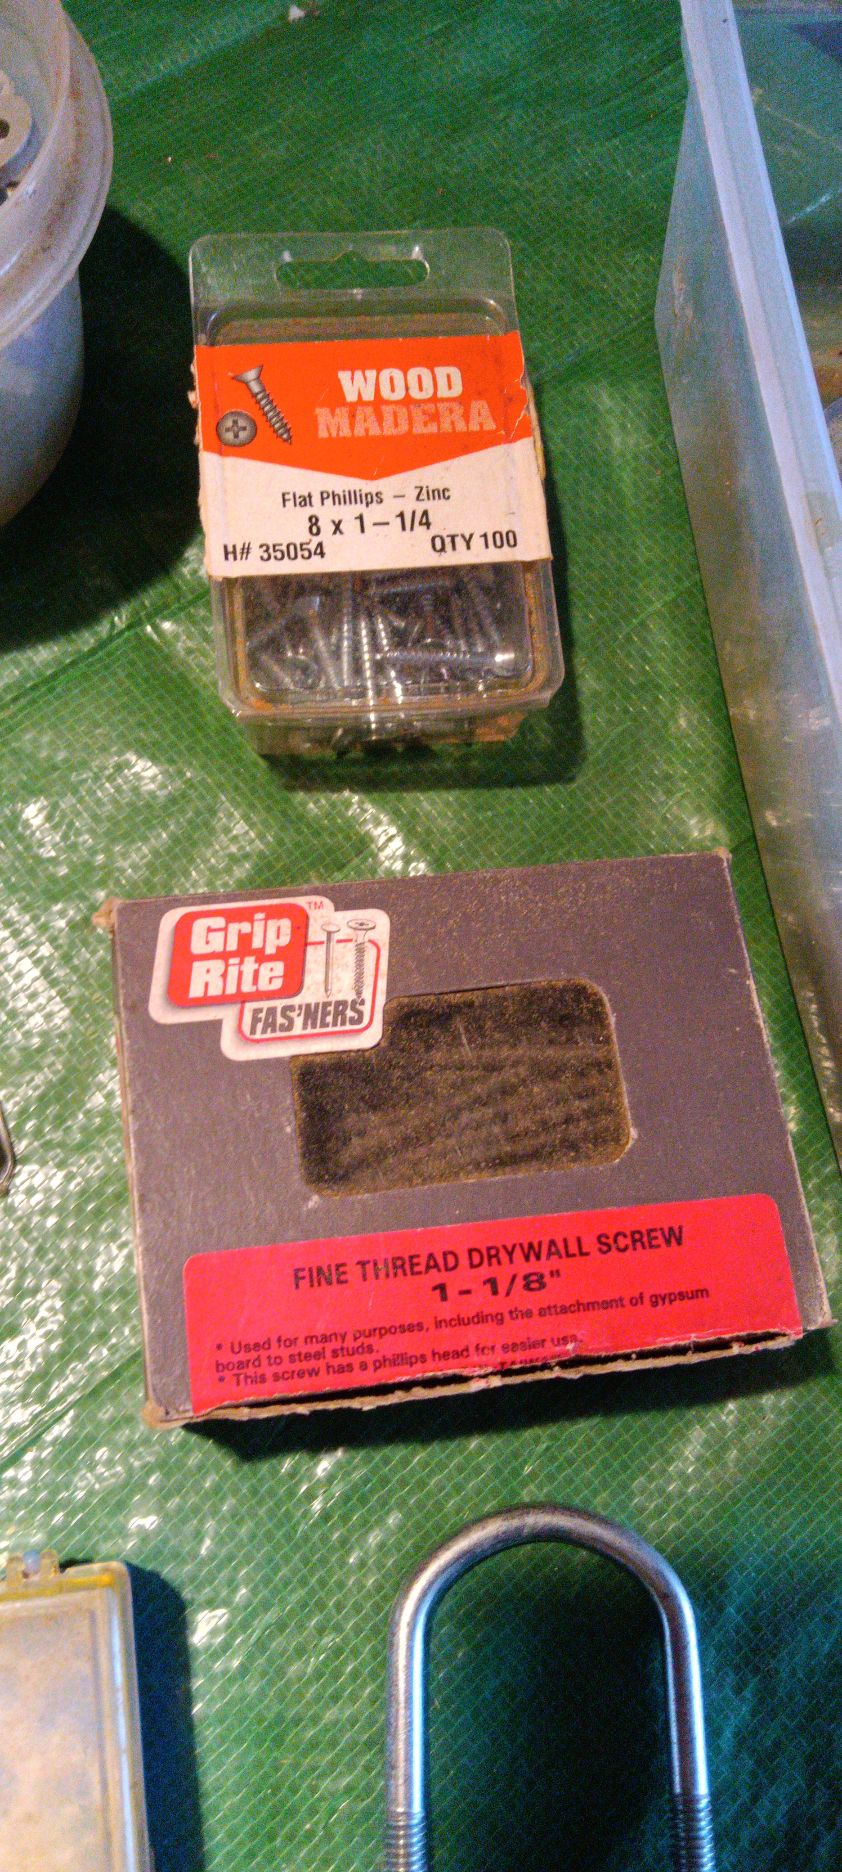 WOOD
MADERA
Flat Phillips – Zinc
8 x 1-1/4
H# 35054 QTY 100
Grip
Rite
TM
FAS'NERS
FINE THREAD DRYWALL SCREW
1-1/8"
* Used for many purposes, including the attachment of gypsum
board to steel studs.
* This screw has a phillips head for easier use.